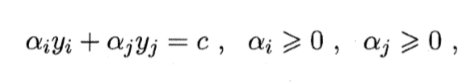 αᵢyᵢ + αⱼyⱼ = c , αᵢ ⩾ 0 , αⱼ ⩾ 0 ,